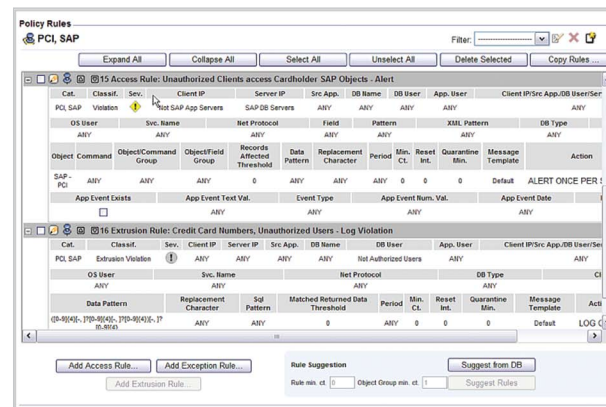 Policy Rules
PCI, SAP
Filter: --------------------
Expand All Collapse All Select All Unselect All Delete Selected Copy Rules ...
15 Access Rule: Unauthorized Clients access Cardholder SAP Objects - Alert
Cat. Classif. Sev. Client IP Server IP Src App. DB Name DB User App. User Client IP/Src App./DB User/Ser
PCI, SAP Violation Not SAP App Servers SAP DB Servers ANY ANY ANY ANY ANY
OS User Svc. Name Net Protocol Field Pattern XML Pattern DB Type
ANY ANY ANY ANY ANY ANY ANY
Object Command Object/Command Group Object/Field Group Records Affected Threshold Data Pattern Replacement Character Period Min. Ct. Reset Int. Quarantine Min. Message Template Action
SAP - PCI ANY ANY ANY 0 ANY ANY ANY 0 0 0 Default ALERT ONCE PER S
App Event Exists App Event Text Val. Event Type App Event Num. Val. App Event Date
ANY ANY ANY ANY
16 Extrusion Rule: Credit Card Numbers, Unauthorized Users - Log Violation
Cat. Classif. Sev. Client IP Server IP Src App. DB Name DB User App. User Client IP/Src App./DB User/Ser
PCI, SAP Extrusion Violation ANY ANY ANY ANY Not Authorized Users ANY ANY
OS User Svc. Name Net Protocol DB Type Cl
ANY ANY ANY ANY
Data Pattern Replacement Character Sql Pattern Matched Returned Data Threshold Period Min. Ct. Reset Int. Quarantine Min. Message Template Acti
ANY ANY 0 ANY 0 0 0 Default LOG
Add Access Rule... Add Exception Rule... Rule Suggestion Suggest from DB
Add Extrusion Rule... Rule min. ct. 0 Object Group min. ct. 1 Suggest Rules